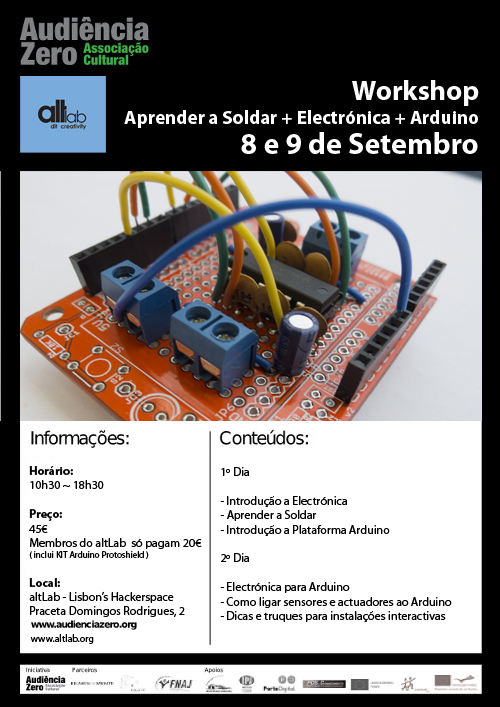 Audiência
Zero Associação
Cultural
altlab
dit creativity
Workshop
Aprender a Soldar + Electrónica + Arduino
8 e 9 de Setembro
Informações:
Horário:
10h30 ~ 18h30
Preço:
45€
Membros do altLab só pagam 20€
( inclui KIT Arduino Protoshield )
Local:
altLab - Lisbon's Hackerspace
Praceta Domingos Rodrigues, 2
www.audienciazero.org
www.altlab.org
Conteúdos:
1º Dia
- Introdução a Electrónica
- Aprender a Soldar
- Introdução a Plataforma Arduino
2º Dia
- Electrónica para Arduino
- Como ligar sensores e actuadores ao Arduino
- Dicas e truques para instalações interactivas
Iniciativa Parceiros Apoios
Audiência
Zero Associação
Cultural
FNAJ
PortoDigital